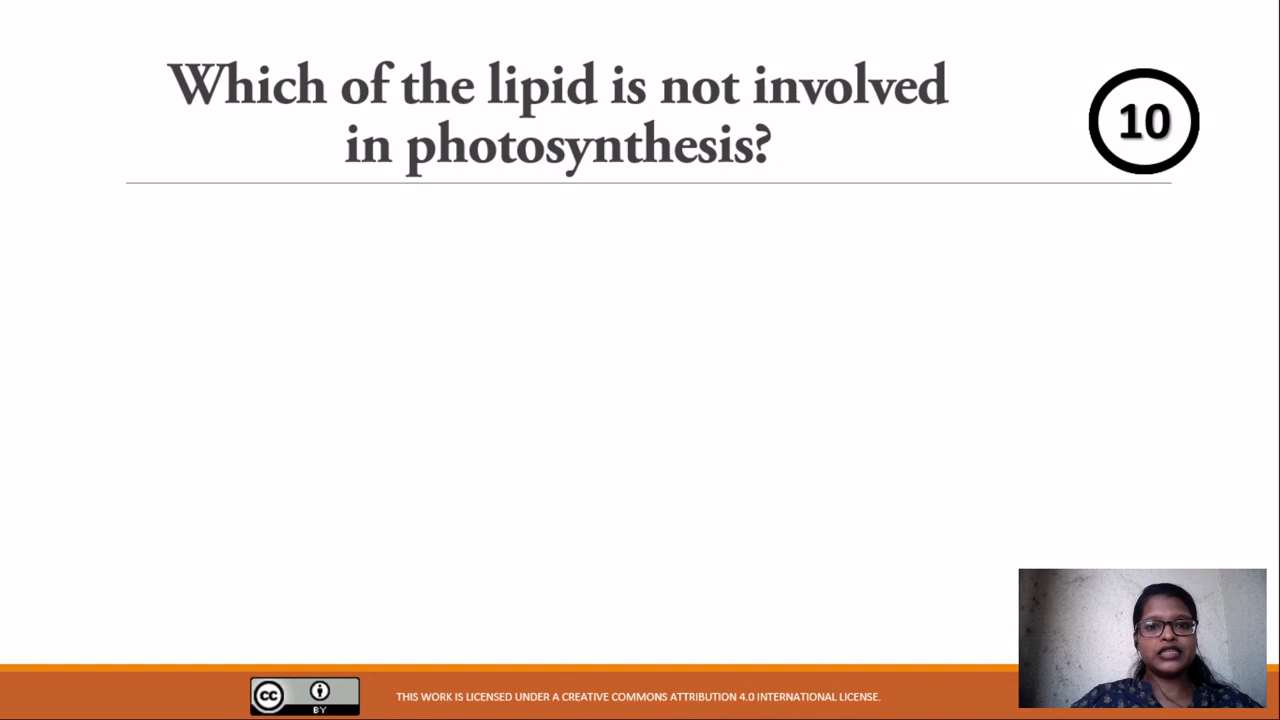 Which of the lipid is not involved
in photosynthesis?
10
cc
BY
THIS WORK IS LICENSED UNDER A CREATIVE COMMONS ATTRIBUTION 4.0 INTERNATIONAL LICENSE.